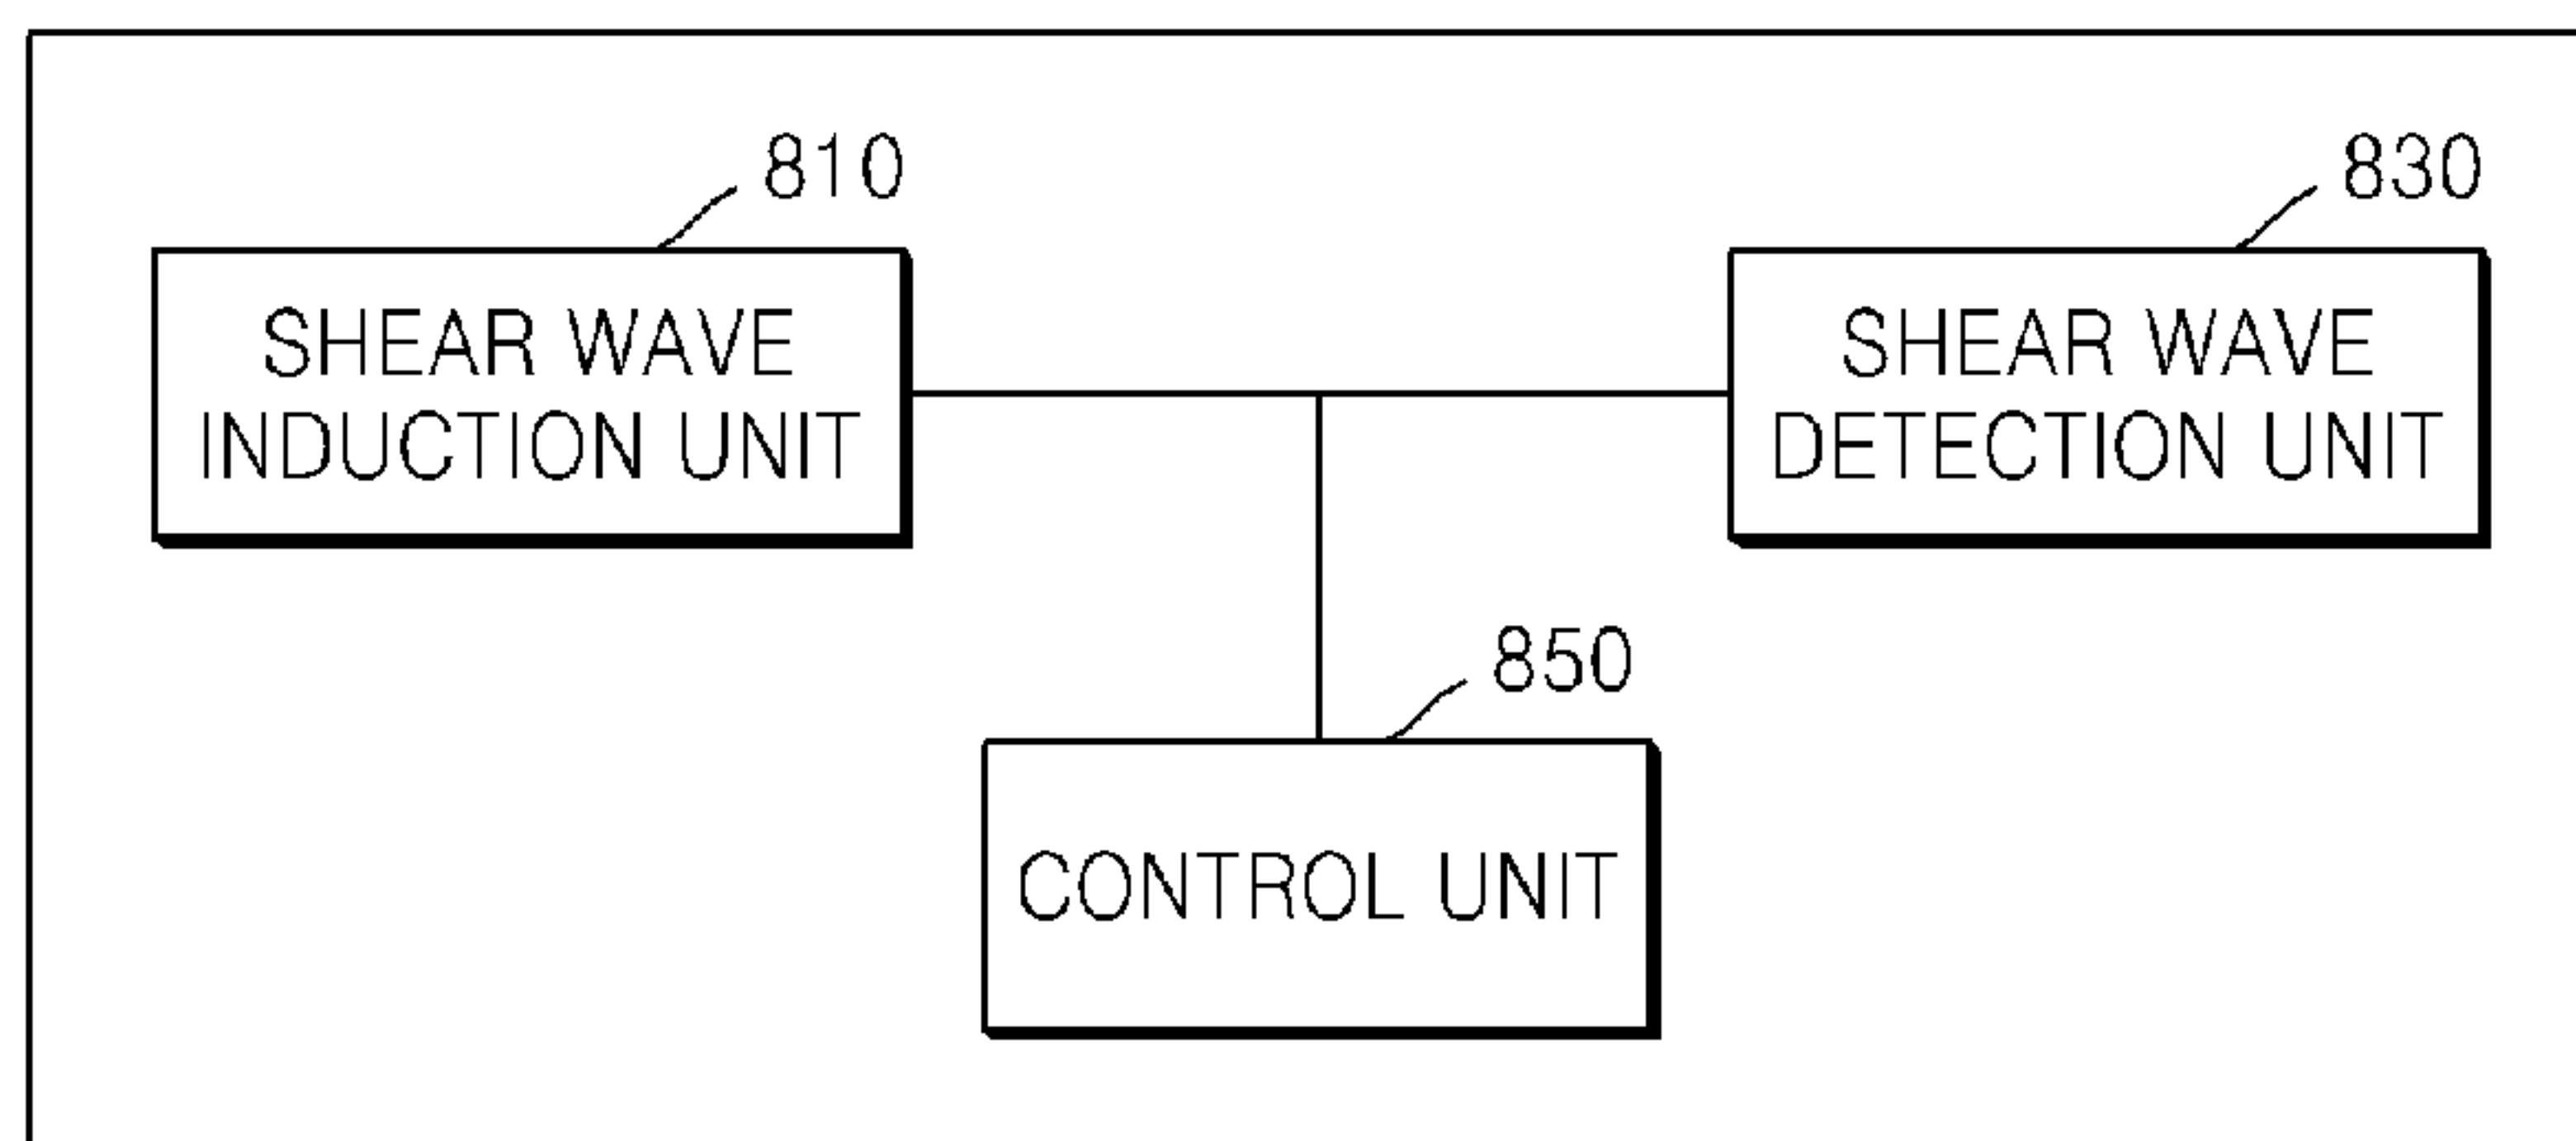 810
SHEAR WAVE
INDUCTION UNIT
830
SHEAR WAVE
DETECTION UNIT
850
CONTROL UNIT